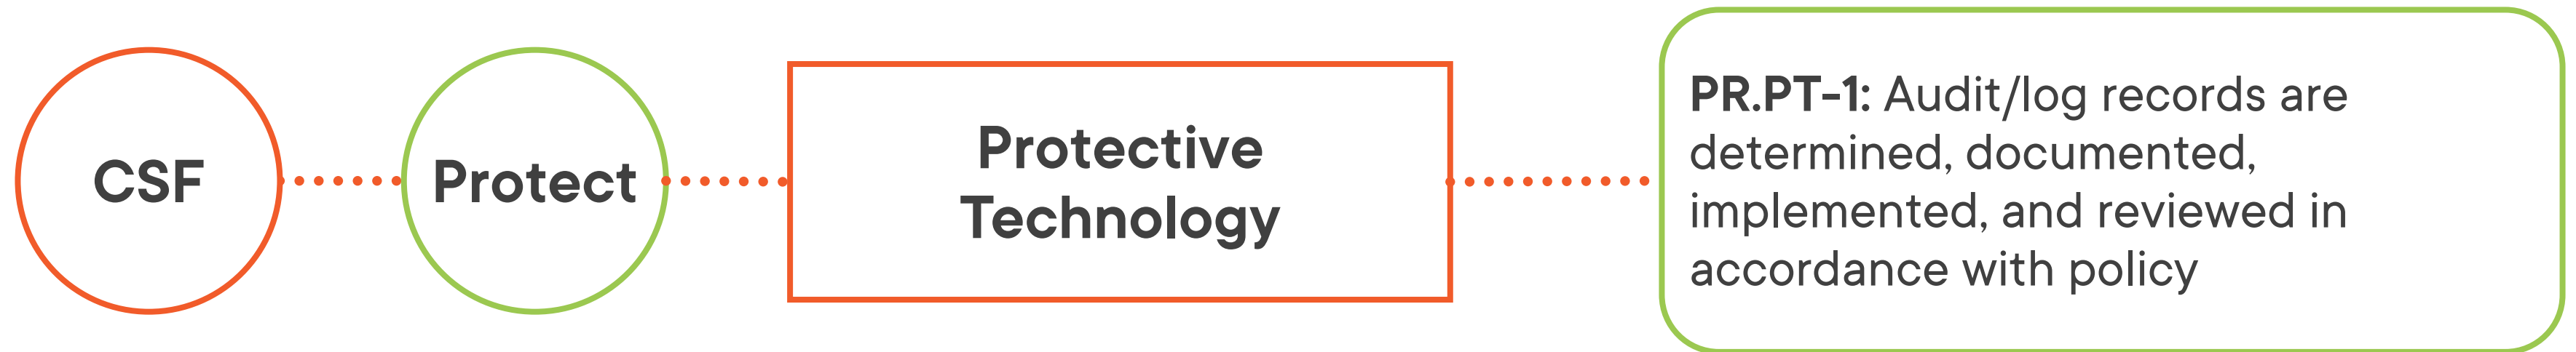 CSF
Protect
Protective
Technology
PR.PT-1: Audit/log records are
determined, documented,
implemented, and reviewed in
accordance with policy